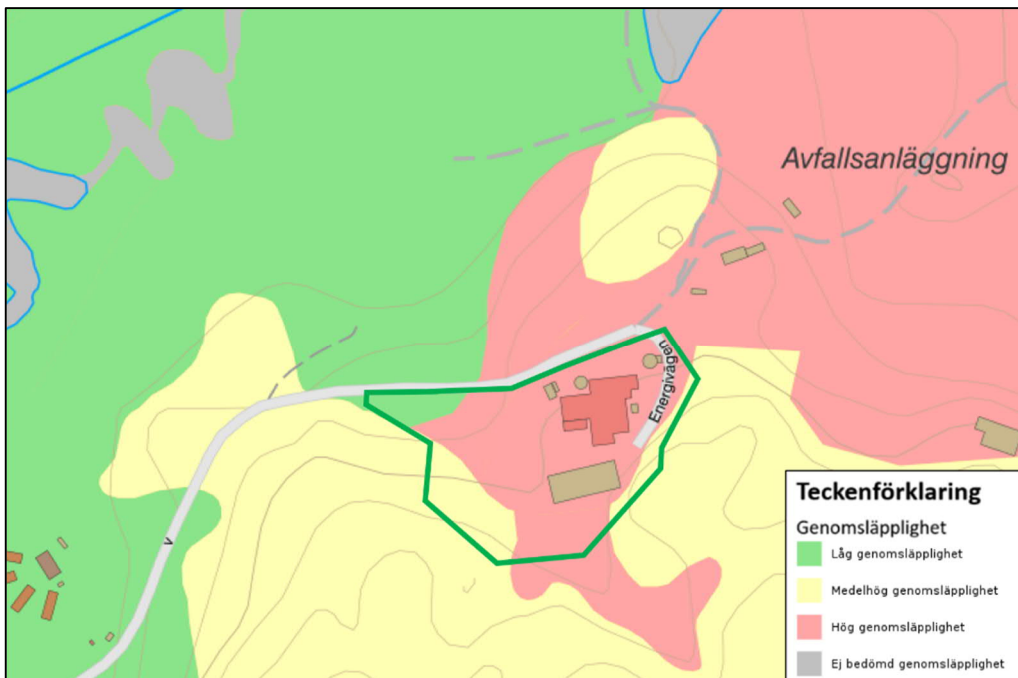 Avfallsanläggning
Energivägen
v
Teckenförklaring
Genomsläpplighet
Låg genomsläpplighet
Medelhög genomsläpplighet
Hög genomsläpplighet
Ej bedömd genomsläpplighet